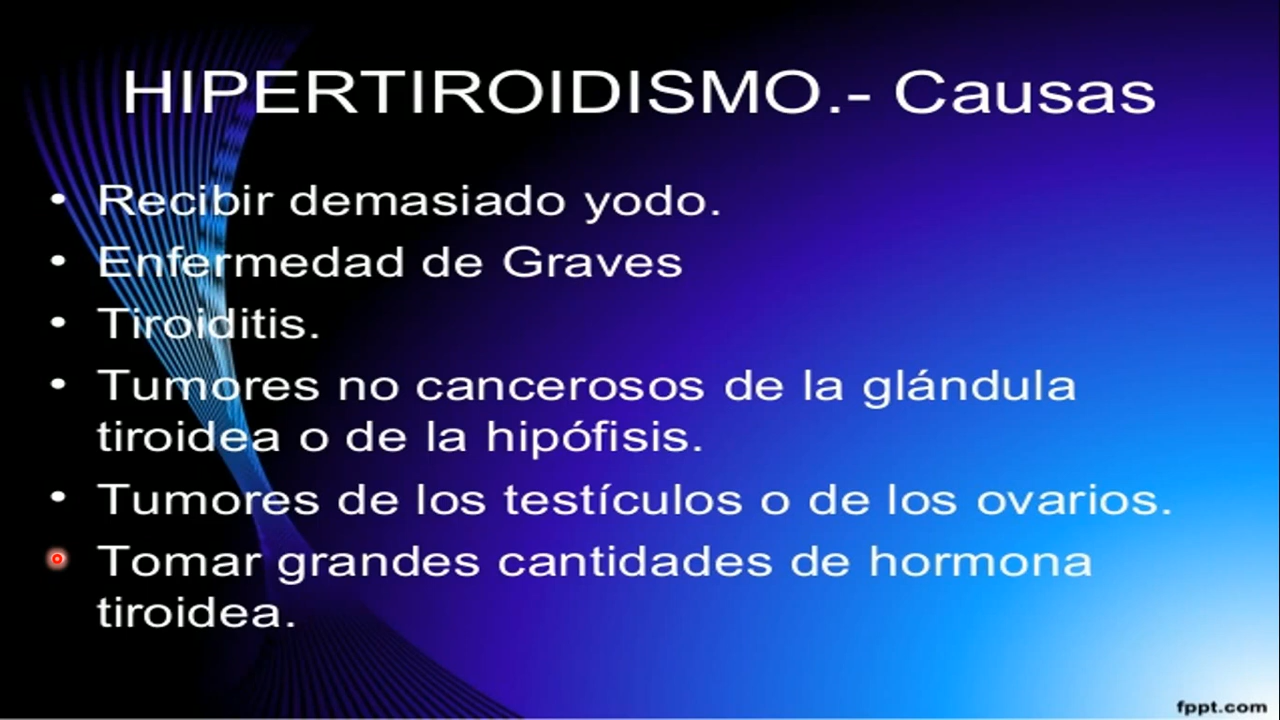 HIPERTIROIDISMO.- Causas
• Recibir demasiado yodo.
• Enfermedad de Graves
• Tiroiditis.
• Tumores no cancerosos de la glándula
tiroidea o de la hipófisis.
• Tumores de los testículos o de los ovarios.
• Tomar grandes cantidades de hormona
tiroidea.
fppt.com